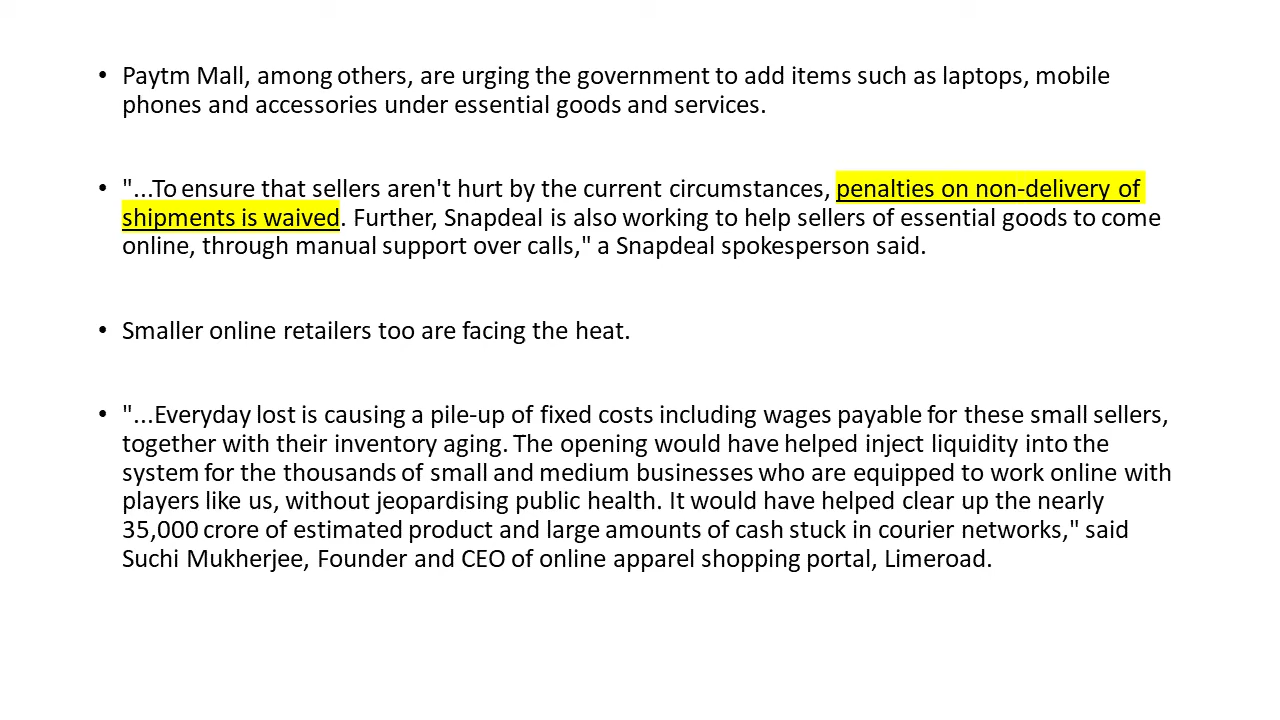 • Paytm Mall, among others, are urging the government to add items such as laptops, mobile
phones and accessories under essential goods and services.
• "...To ensure that sellers aren't hurt by the current circumstances, penalties on non-delivery of
shipments is waived. Further, Snapdeal is also working to help sellers of essential goods to come
online, through manual support over calls," a Snapdeal spokesperson said.
• Smaller online retailers too are facing the heat.
• "...Everyday lost is causing a pile-up of fixed costs including wages payable for these small sellers,
together with their inventory aging. The opening would have helped inject liquidity into the
system for the thousands of small and medium businesses who are equipped to work online with
players like us, without jeopardising public health. It would have helped clear up the nearly
35,000 crore of estimated product and large amounts of cash stuck in courier networks," said
Suchi Mukherjee, Founder and CEO of online apparel shopping portal, Limeroad.